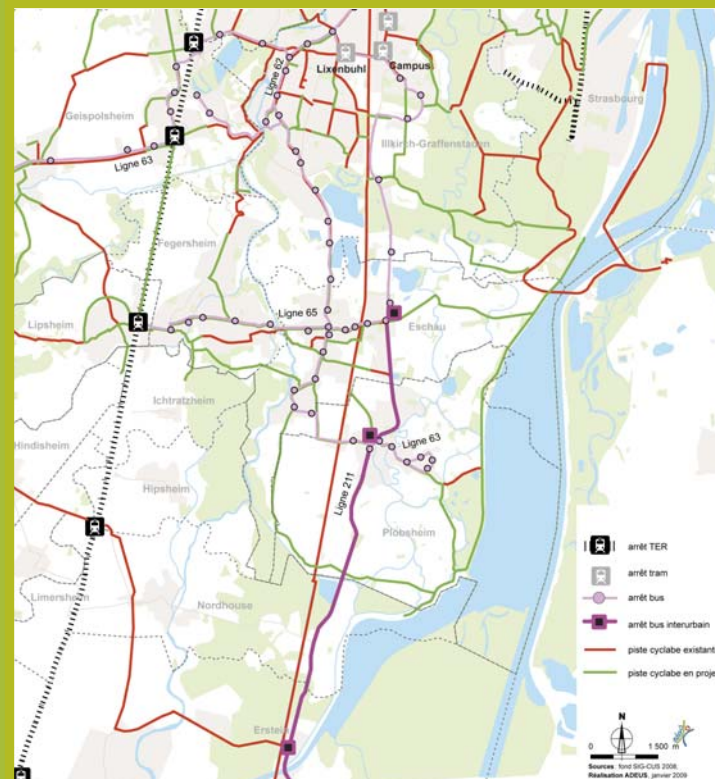 Lixenbuhl
Campus
Strasbourg
Ligne 62
Geispolsheim
Illkirch-Graffenstaden
Ligne 63
Fegersheim
Lipsheim
Ligne 65
Eschau
Ichtratzheim
Hindisheim
Ligne 63
Hipsheim
Ligne 211
Plobsheim
Limersheim
Nordhouse
Erstein
arrêt TER
arrêt tram
arrêt bus
arrêt bus interurbain
piste cyclabe existant
piste cyclabe en proje
N
0 1 500 m
Sources : fond SIG-CUS 2008,
Réalisation ADEUS, janvier 2009